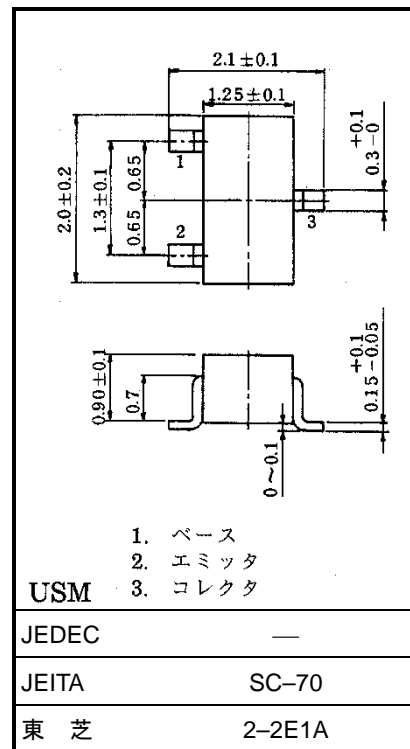 2.1±0.1
1.25±0.1
+0.1
0.3-0
2.0±0.2
1.3±0.1
0.65
0.65
1
2
3
0.90±0.1
0.7
0~0.1
+0.1
0.15-0.05
1. ベース
2. エミッタ
3. コレクタ
USM
JEDEC —
JEITA SC–70
東 芝 2–2E1A